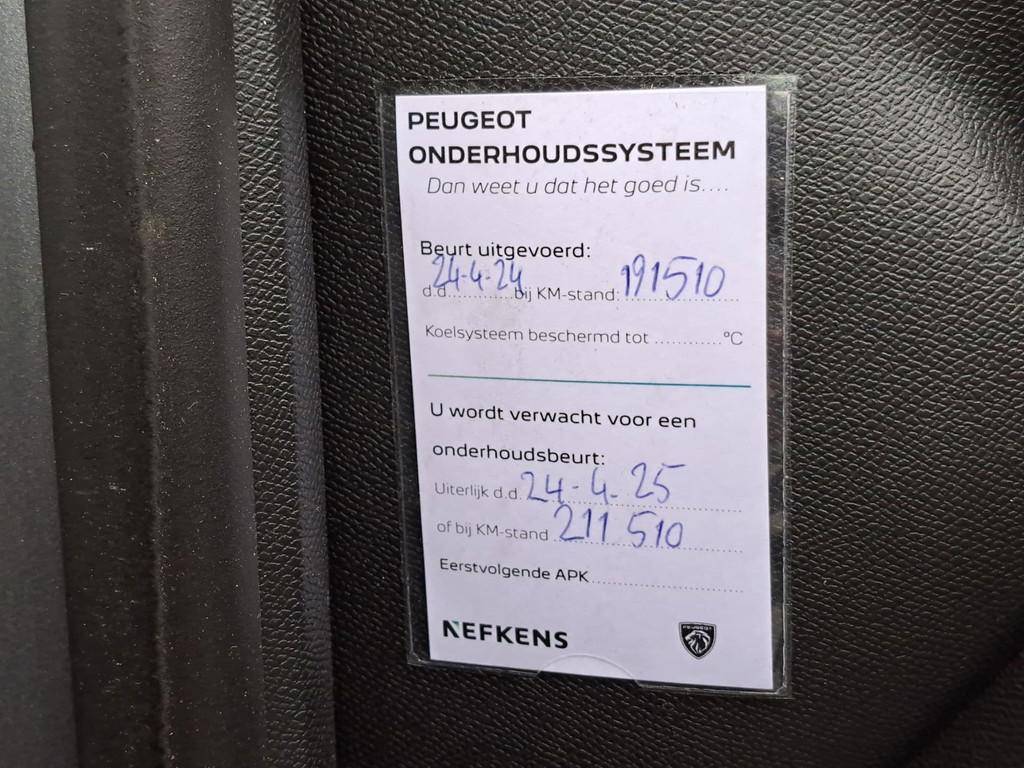 PEUGEOT
ONDERHOUDSSYSTEEM
Dan weet u dat het goed is....
Beurt uitgevoerd:
d.d. 24-4-24 bij KM-stand: 191510
Koelsysteem beschermd tot ............°C
U wordt verwacht voor een
onderhoudsbeurt:
Uiterlijk d.d. 24-4-25
of bij KM-stand 211 510
Eerstvolgende APK..............................
NEFKENS
PEUGEOT